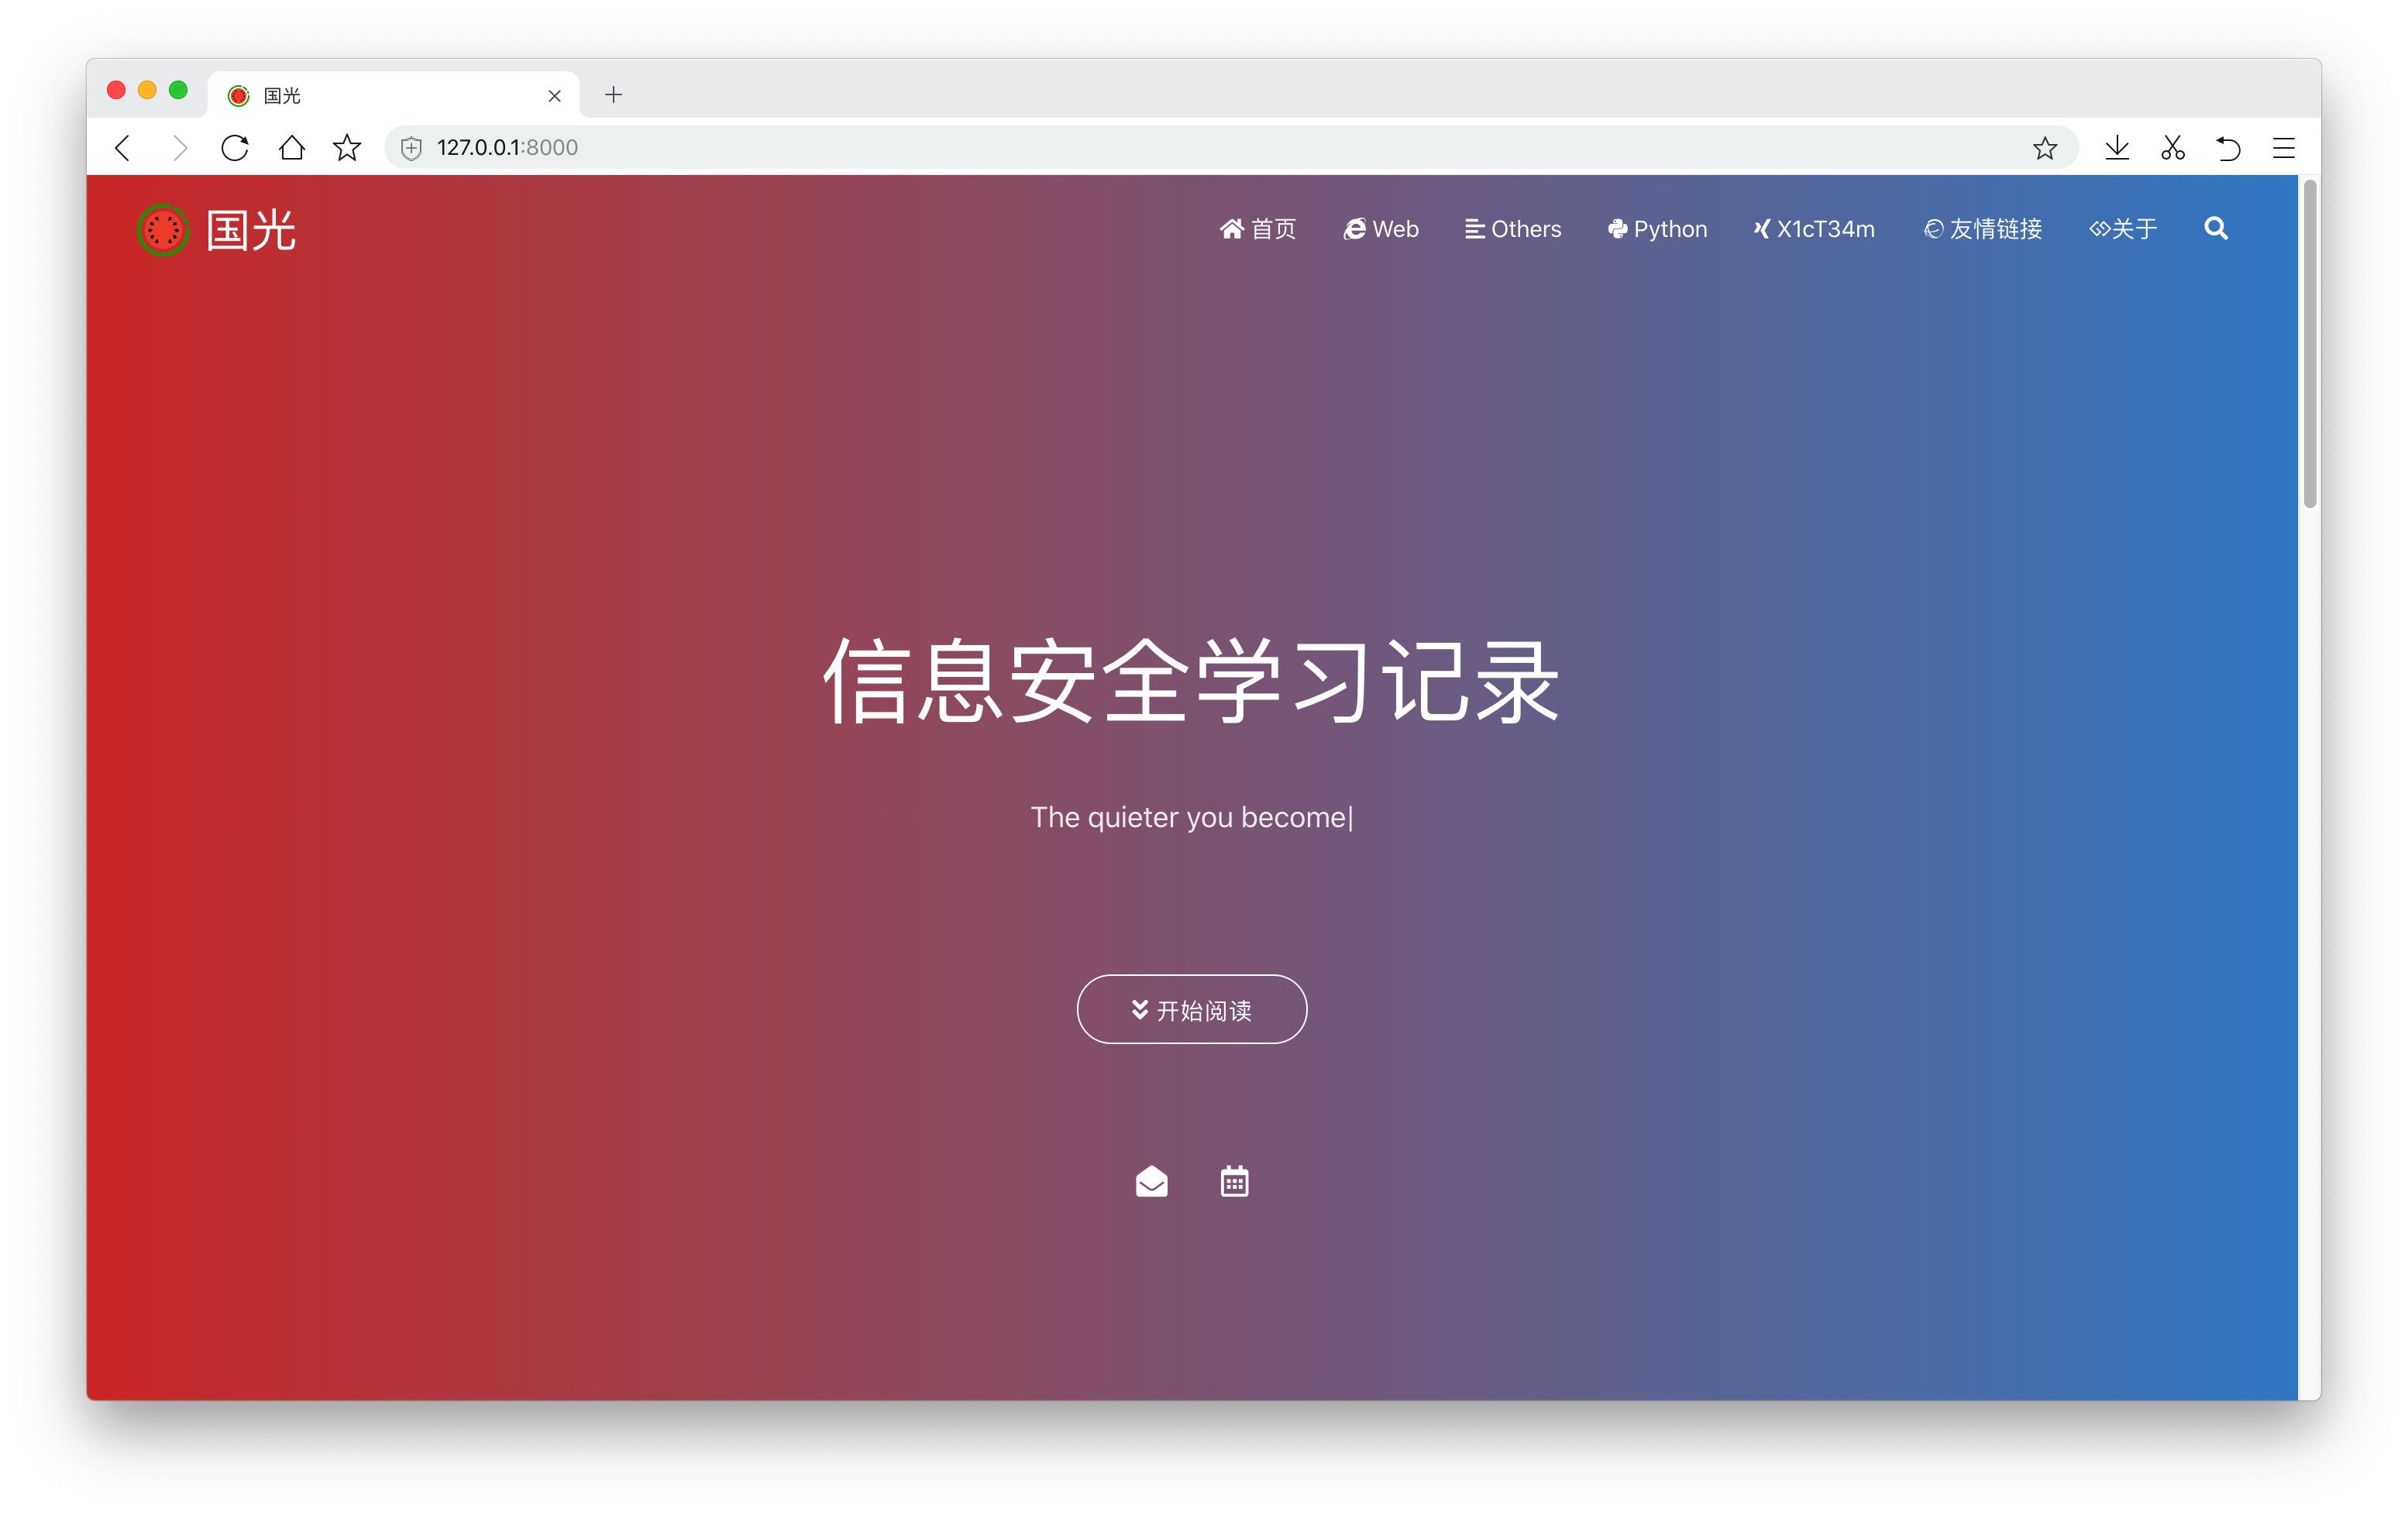 国光
127.0.0.1:8000
国光
首页 Web Others Python X1cT34m 友情链接 关于
信息安全学习记录
The quieter you become|
开始阅读